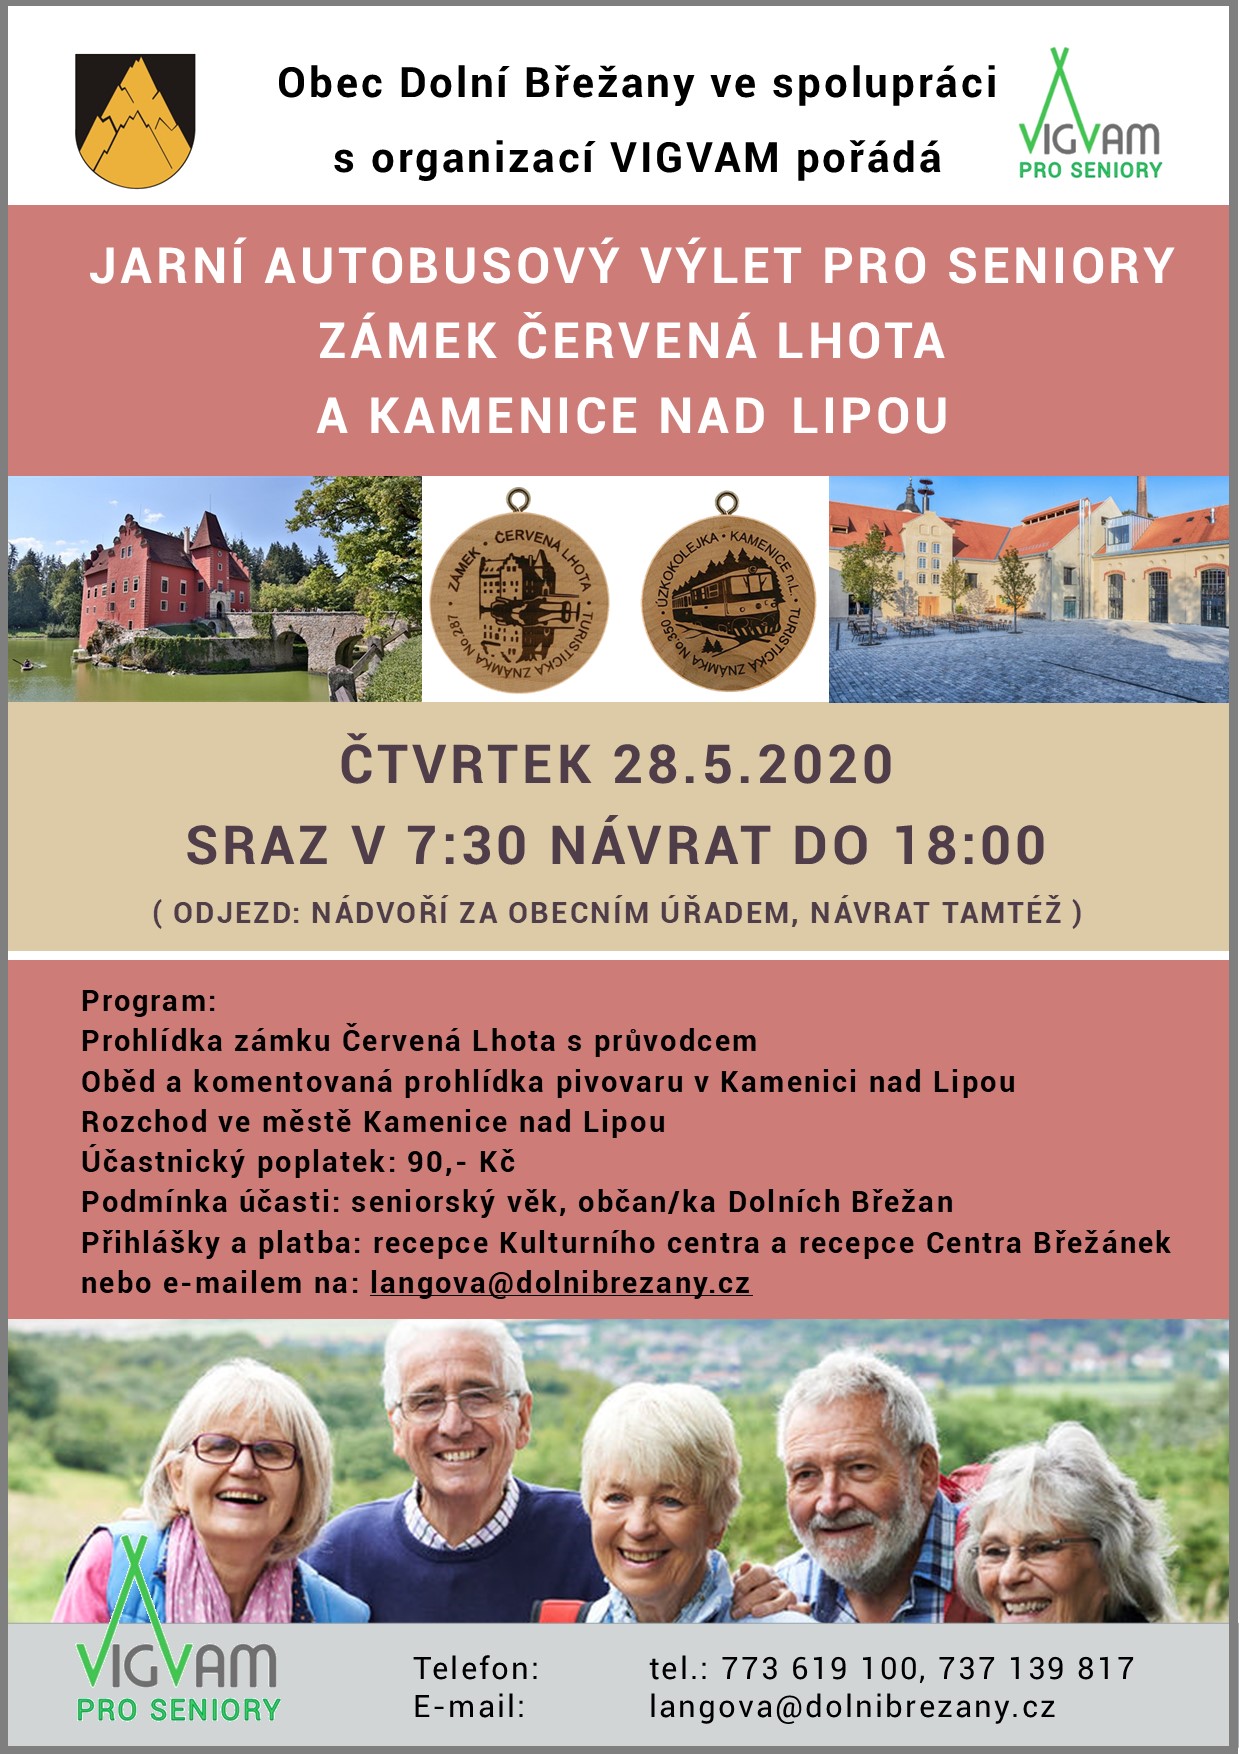 Obec Dolní Břežany ve spolupráci
s organizací VIGVAM pořádá
VIGVAM
PRO SENIORY
JARNÍ AUTOBUSOVÝ VÝLET PRO SENIORY
ZÁMEK ČERVENÁ LHOTA
A KAMENICE NAD LIPOU
ZÁMEK • ČERVENÁ LHOTA • TURISTICKÁ ZNÁMKA No.287 •
ÚZKOKOLEJKA • KAMENICE n.L. • TURISTICKÁ ZNÁMKA No.350 •
ČTVRTEK 28.5.2020
SRAZ V 7:30 NÁVRAT DO 18:00
( ODJEZD: NÁDVOŘÍ ZA OBECNÍM ÚŘADEM, NÁVRAT TAMTÉŽ )
Program:
Prohlídka zámku Červená Lhota s průvodcem
Oběd a komentovaná prohlídka pivovaru v Kamenici nad Lipou
Rozchod ve městě Kamenice nad Lipou
Účastnický poplatek: 90,- Kč
Podmínka účasti: seniorský věk, občan/ka Dolních Břežan
Přihlášky a platba: recepce Kulturního centra a recepce Centra Břežánek
nebo e-mailem na: langova@dolnibrezany.cz
VIGVAM
PRO SENIORY
Telefon: tel.: 773 619 100, 737 139 817
E-mail: langova@dolnibrezany.cz